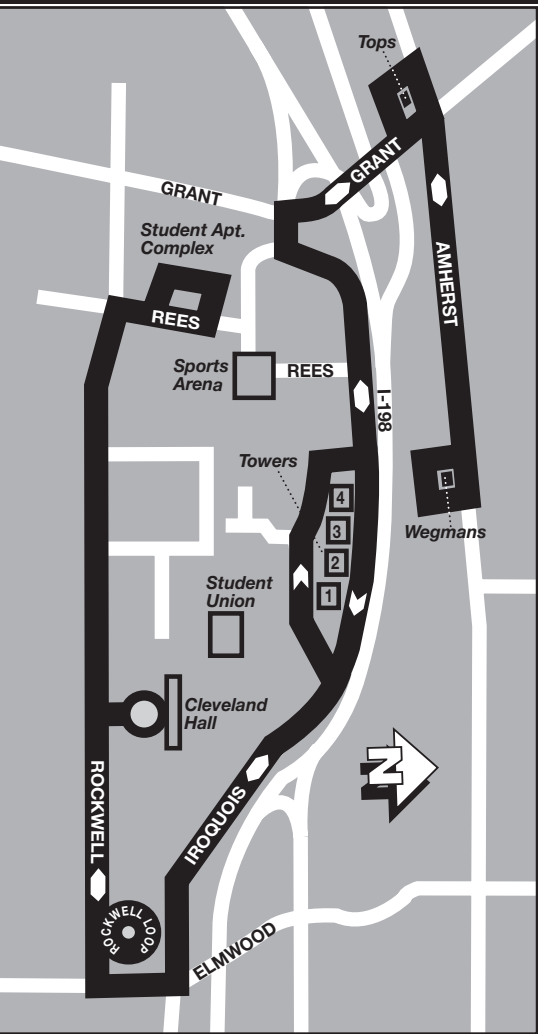 Tops
GRANT
GRANT
Student Apt.
Complex
AMHERST
REES
Sports
Arena
REES
I-198
Towers
4
3
2
1
Wegmans
Student
Union
Cleveland
Hall
N
ROCKWELL
IROQUOIS
ROCKWELL LOOP
ELMWOOD